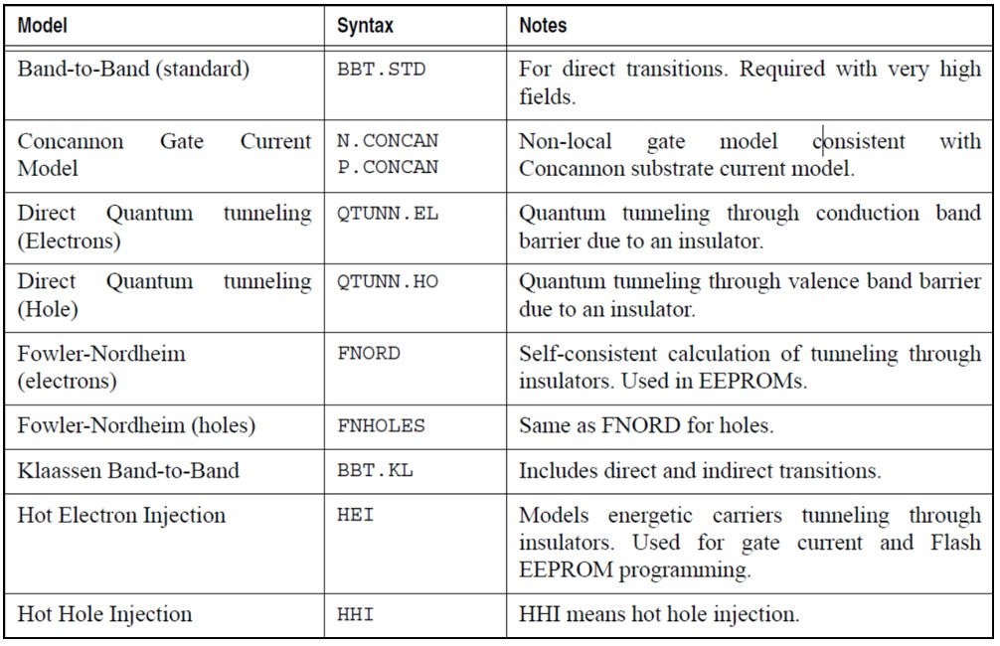 Model Syntax Notes
Band-to-Band (standard) BBT.STD For direct transitions. Required with very high
fields.
Concannon Gate Current N.CONCAN Non-local gate model consistent with
Model P.CONCAN Concannon substrate current model.
Direct Quantum tunneling QTUNN.EL Quantum tunneling through conduction band
(Electrons) barrier due to an insulator.
Direct Quantum tunneling QTUNN.HO Quantum tunneling through valence band barrier
(Hole) due to an insulator.
Fowler-Nordheim FNORD Self-consistent calculation of tunneling through
(electrons) insulators. Used in EEPROMs.
Fowler-Nordheim (holes) FNHOLES Same as FNORD for holes.
Klaassen Band-to-Band BBT.KL Includes direct and indirect transitions.
Hot Electron Injection HEI Models energetic carriers tunneling through
insulators. Used for gate current and Flash
EEPROM programming.
Hot Hole Injection HHI HHI means hot hole injection.